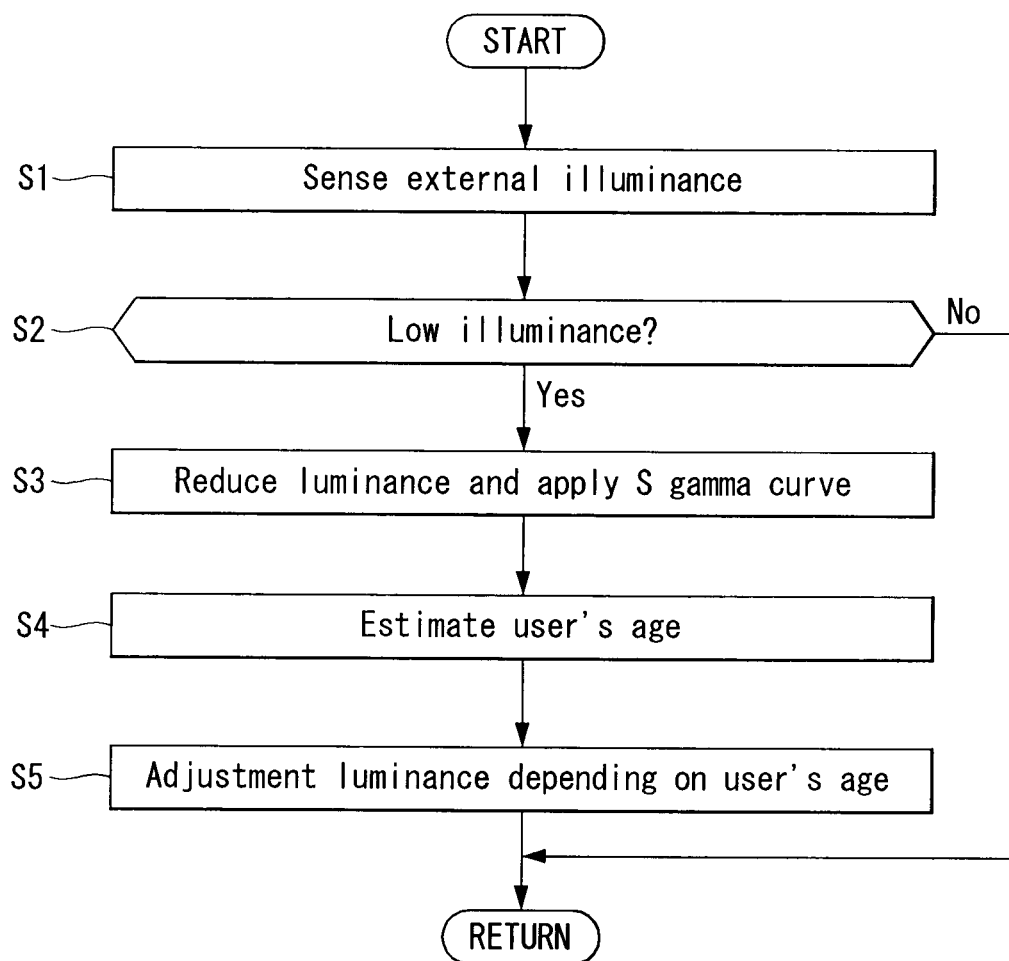 START
S1 Sense external illuminance
S2 Low illuminance? No
Yes
S3 Reduce luminance and apply S gamma curve
S4 Estimate user's age
S5 Adjustment luminance depending on user's age
RETURN